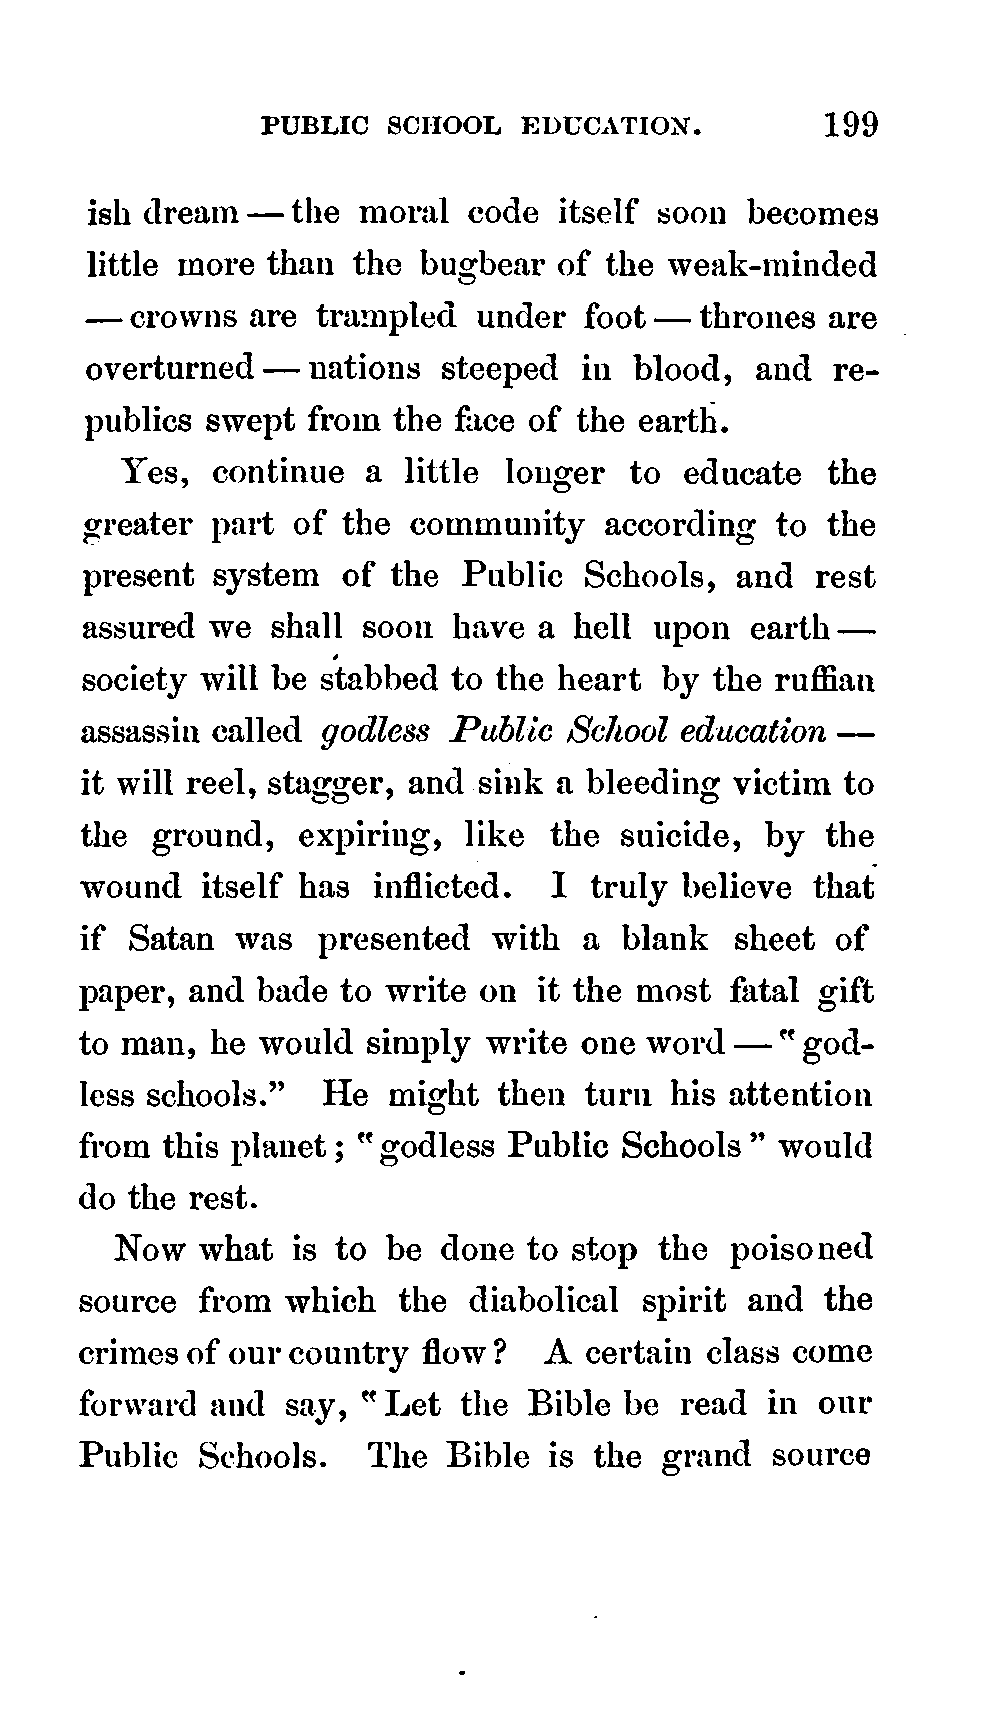 PUBLIC SCHOOL EDUCATION. 199
ish dream — the moral code itself soon becomes
little more than the bugbear of the weak-minded
— crowns are trampled under foot — thrones are
overturned — nations steeped in blood, and re-
publics swept from the face of the earth.
Yes, continue a little longer to educate the
greater part of the community according to the
present system of the Public Schools, and rest
assured we shall soon have a hell upon earth —
society will be stabbed to the heart by the ruffian
assassin called godless Public School education —
it will reel, stagger, and sink a bleeding victim to
the ground, expiring, like the suicide, by the
wound itself has inflicted. I truly believe that
if Satan was presented with a blank sheet of
paper, and bade to write on it the most fatal gift
to man, he would simply write one word — "god-
less schools." He might then turn his attention
from this planet; "godless Public Schools" would
do the rest.
Now what is to be done to stop the poisoned
source from which the diabolical spirit and the
crimes of our country flow? A certain class come
forward and say, "Let the Bible be read in our
Public Schools. The Bible is the grand source